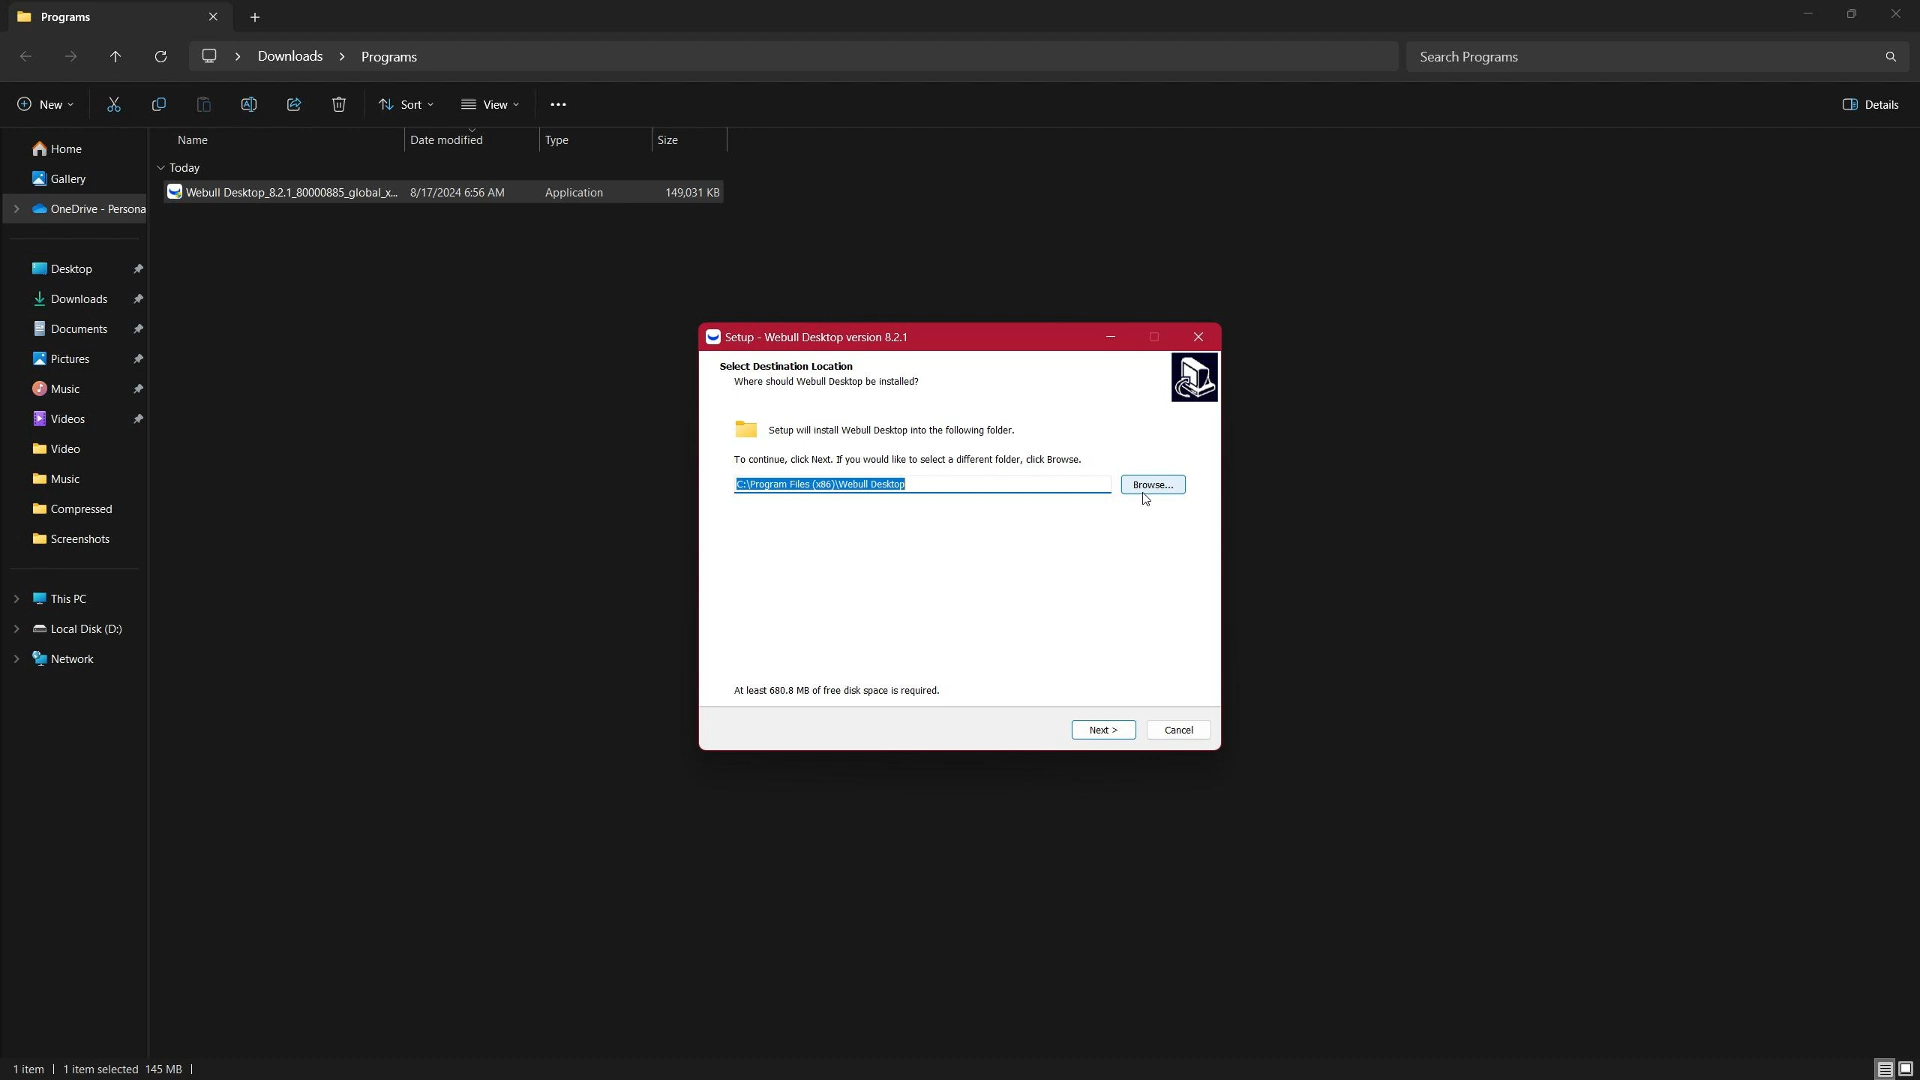 Programs
Downloads
Programs
Search Programs
New
Sort
View
Details
Name
Date modified
Type
Size
Today
Webull Desktop_8.2.1_80000885_global_x...
8/17/2024 6:56 AM
Application
149,031 KB
Home
Gallery
OneDrive - Persona
Desktop
Downloads
Documents
Pictures
Music
Videos
Video
Music
Compressed
Screenshots
This PC
Local Disk (D:)
Network
Setup - Webull Desktop version 8.2.1
Select Destination Location
Where should Webull Desktop be installed?
Setup will install Webull Desktop into the following folder.
To continue, click Next. If you would like to select a different folder, click Browse.
C:\Program Files (x86)\Webull Desktop
Browse...
At least 680.8 MB of free disk space is required.
Next >
Cancel
1 item
1 item selected 145 MB